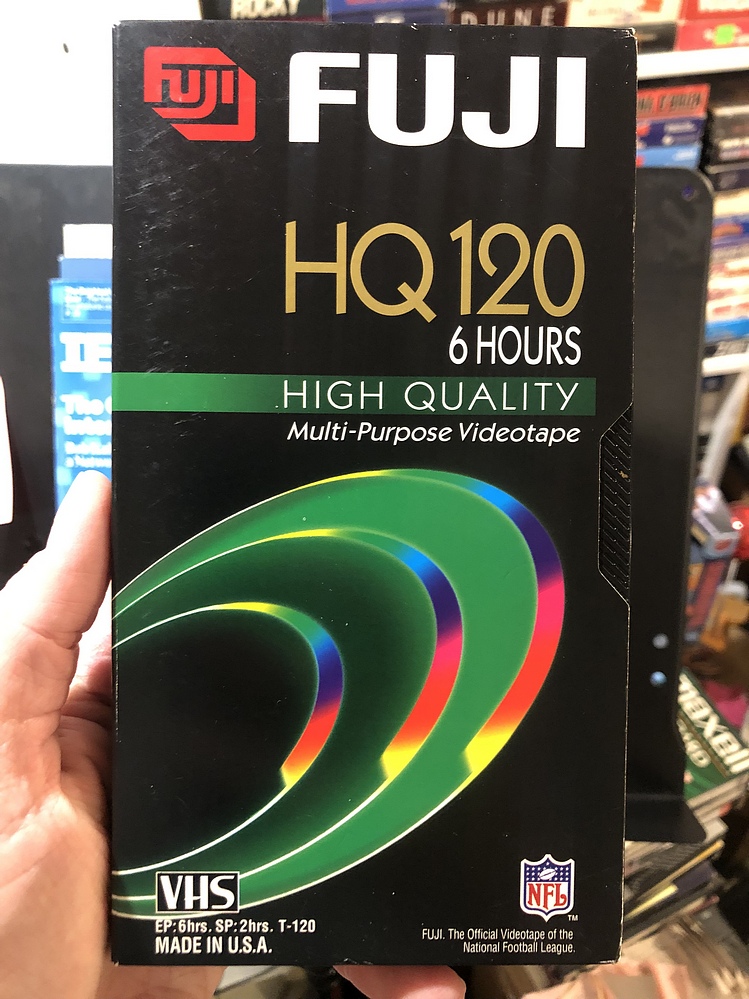 ROCKY
DUNE
FUJI
FUJI
HQ 120
6 HOURS
HIGH QUALITY
Multi-Purpose Videotape
VHS
EP:6hrs. SP:2hrs. T-120
MADE IN U.S.A.
NFL
TM
FUJI. The Official Videotape of the
National Football League.
maxell